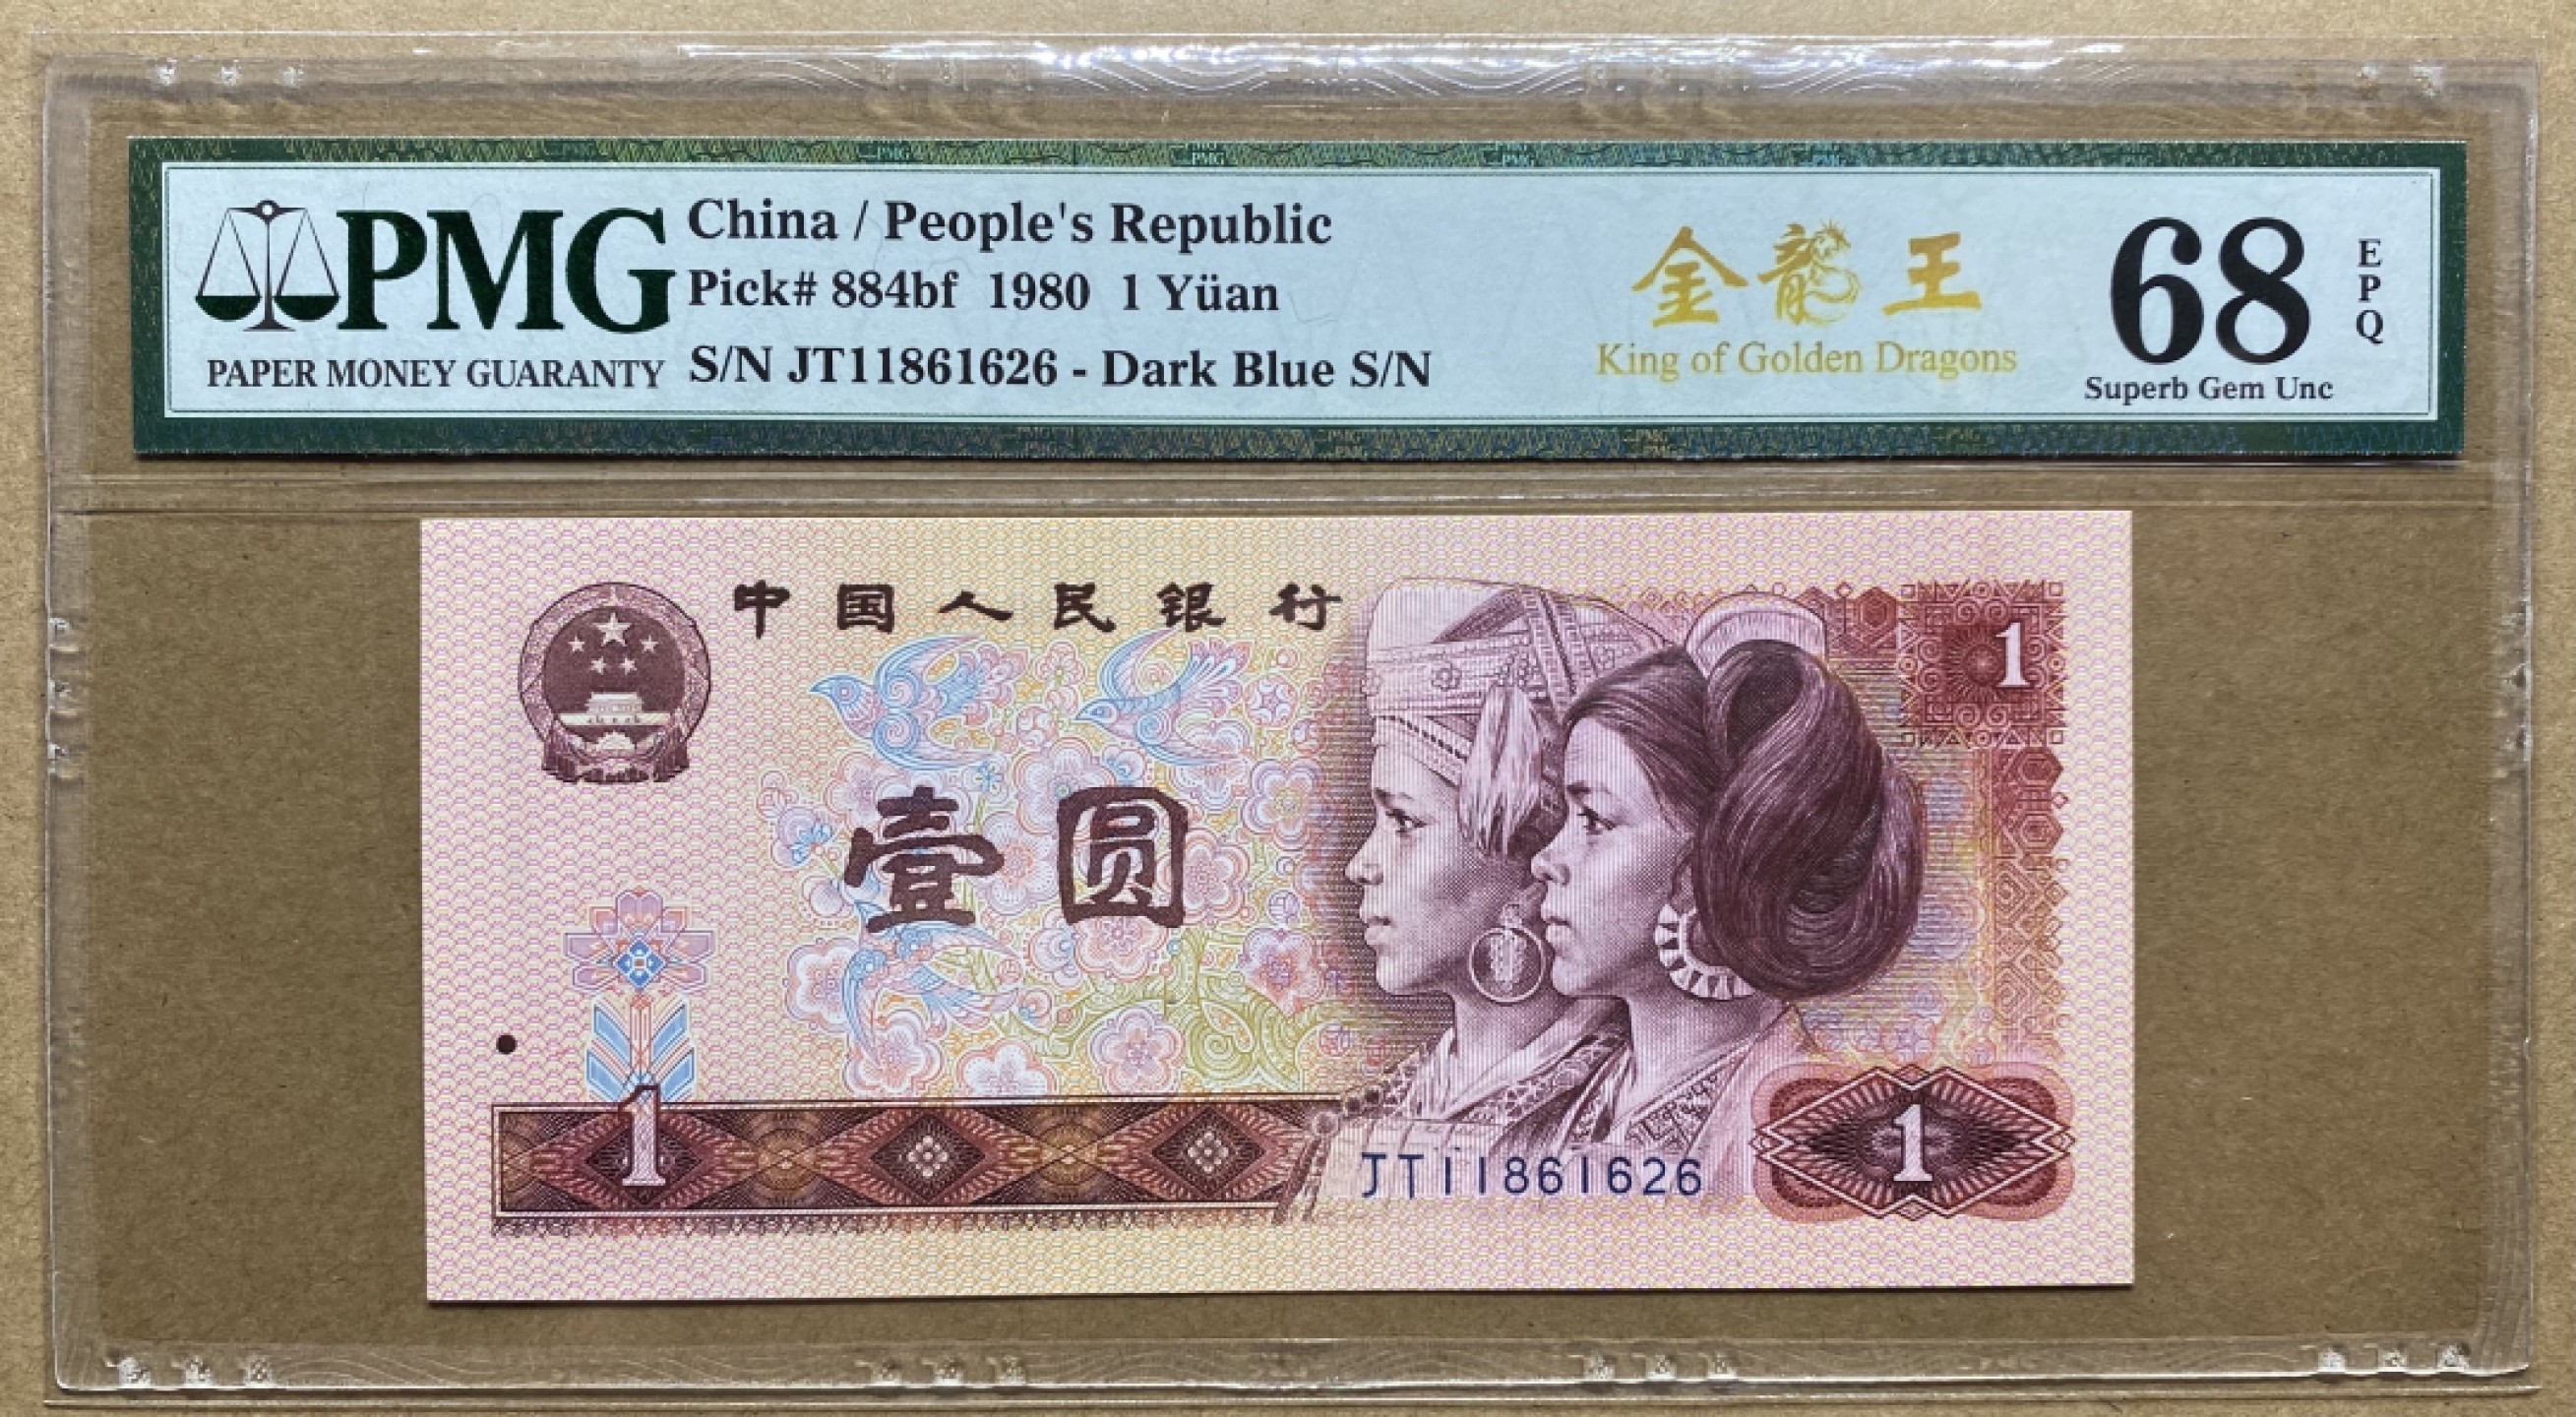 PMG
PAPER MONEY GUARANTY
China / People's Republic
Pick# 884bf 1980 1 Yüan
S/N JT11861626 - Dark Blue S/N
金龍王
King of Golden Dragons
68
EPQ
Superb Gem Unc
中国人民银行
1
壹圆
1
JT11861626
1